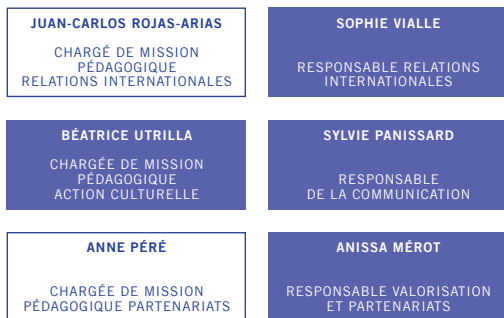 JUAN-CARLOS ROJAS-ARIAS
CHARGÉ DE MISSION
PÉDAGOGIQUE
RELATIONS INTERNATIONALES
SOPHIE VIALLE
RESPONSABLE RELATIONS
INTERNATIONALES
BÉATRICE UTRILLA
CHARGÉE DE MISSION
PÉDAGOGIQUE
ACTION CULTURELLE
SYLVIE PANISSARD
RESPONSABLE
DE LA COMMUNICATION
ANNE PÉRÉ
CHARGÉE DE MISSION
PÉDAGOGIQUE PARTENARIATS
ANISSA MÉROT
RESPONSABLE VALORISATION
ET PARTENARIATS